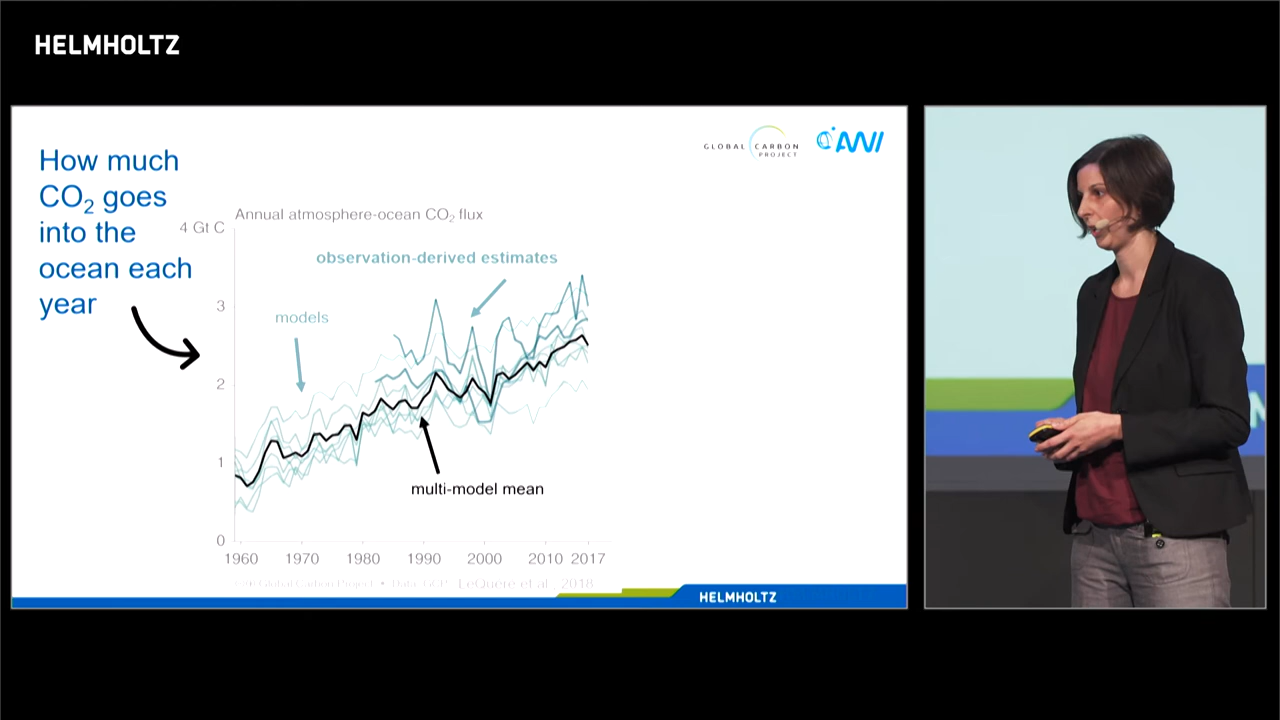 HELMHOLTZ
How much
CO₂ goes
into the
ocean each
year
GLOBAL CARBON
PROJECT
AWI
Annual atmosphere-ocean CO₂ flux
4 Gt C
observation-derived estimates
3
models
2
1
multi-model mean
0
1960 1970 1980 1990 2000 2010 2017
Global Carbon Project • Data: GCP LeQuéré et al., 2018
HELMHOLTZ